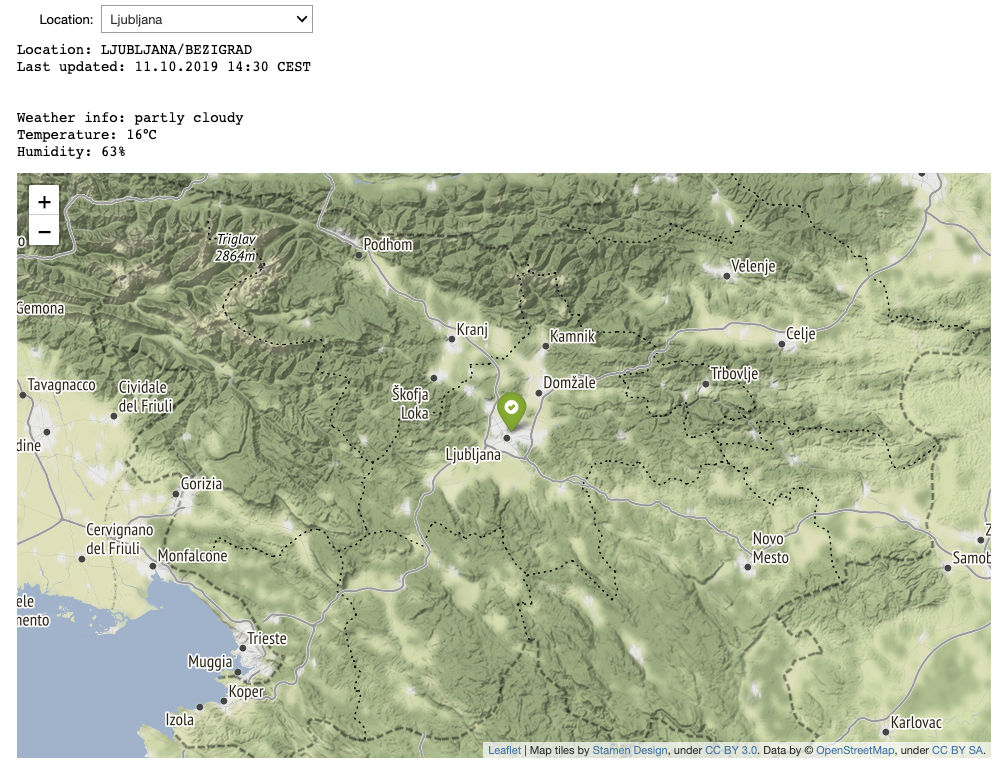 Location: Ljubljana
Location: LJUBLJANA/BEZIGRAD
Last updated: 11.10.2019 14:30 CEST
Weather info: partly cloudy
Temperature: 16°C
Humidity: 63%
+
−
Triglav
2864m
Podhom
Velenje
Gemona
Kranj
Kamnik
Celje
Tavagnacco
Cividale
del Friuli
Škofja
Loka
Domžale
Trbovlje
dine
Ljubljana
Gorizia
Cervignano
del Friuli
Monfalcone
Novo
Mesto
Z
Samob
ele
mento
Trieste
Muggia
Koper
Izola
Karlovac
Leaflet | Map tiles by Stamen Design, under CC BY 3.0. Data by © OpenStreetMap, under CC BY SA.